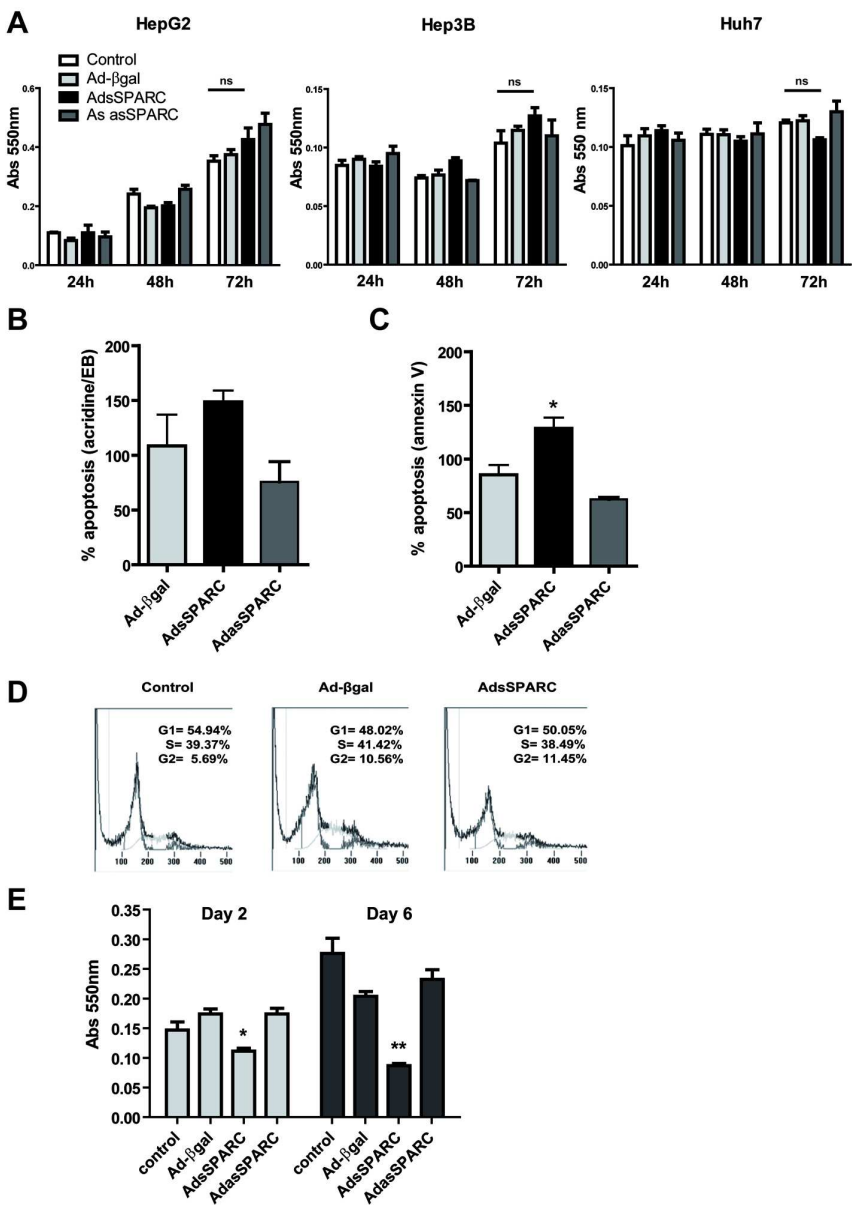 A
HepG2
Hep3B
Huh7
Control
Ad-βgal
AdsSPARC
As asSPARC
Abs 550nm
0.6
0.4
0.2
0.0
ns
24h
48h
72h
Abs 550nm
0.15
0.10
0.05
0.00
ns
24h
48h
72h
Abs 550 nm
0.15
0.10
0.05
0.00
ns
24h
48h
72h
B
% apoptosis (acridine/EB)
200
150
100
50
0
Ad-βgal
AdsSPARC
AdasSPARC
C
% apoptosis (annexin V)
200
150
100
50
0
*
Ad-βgal
AdsSPARC
AdasSPARC
D
Control
G1= 54.94%
S= 39.37%
G2= 5.69%
100 200 300 400 500
Ad-βgal
G1= 48.02%
S= 41.42%
G2= 10.56%
100 200 300 400 500
AdsSPARC
G1= 50.05%
S= 38.49%
G2= 11.45%
100 200 300 400 500
E
Abs 550nm
0.35
0.30
0.25
0.20
0.15
0.10
0.05
0.00
Day 2
Day 6
*
**
control
Ad-βgal
AdsSPARC
AdasSPARC
control
Ad-βgal
AdsSPARC
AdasSPARC